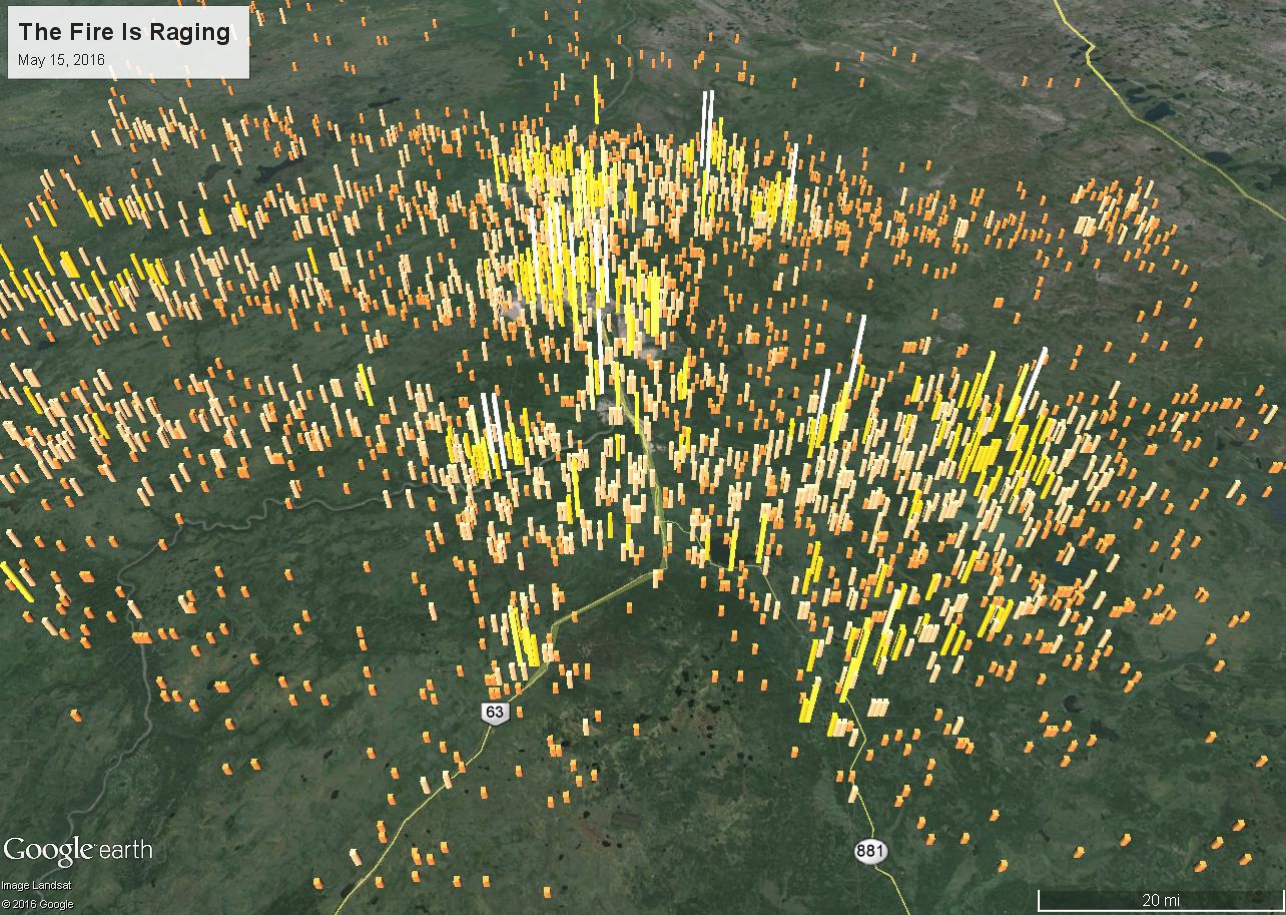 The Fire Is Raging
May 15, 2016
63
881
Google earth
Image Landsat
© 2016 Google
20 mi